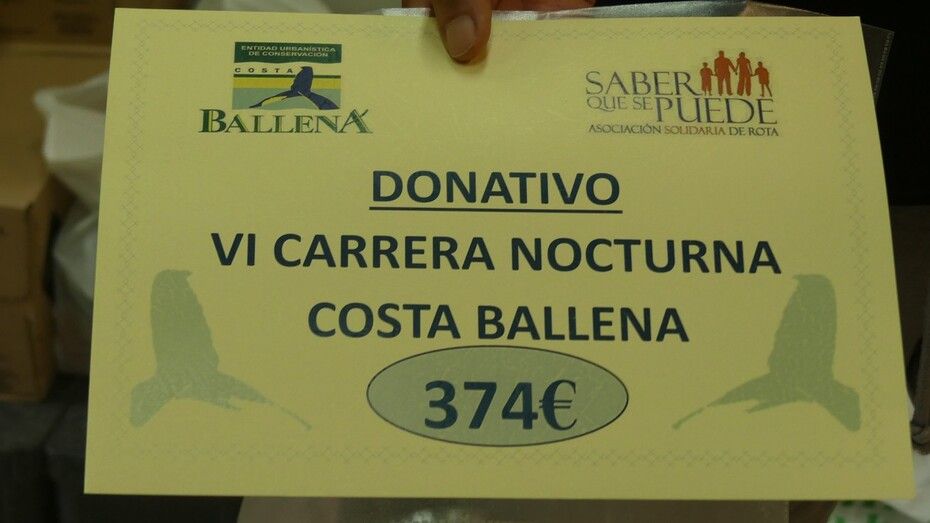 ENTIDAD URBANÍSTICA
DE CONSERVACIÓN
COSTA
BALLENA
SABER
QUE SE PUEDE
ASOCIACIÓN SOLIDARIA DE ROTA
DONATIVO
VI CARRERA NOCTURNA
COSTA BALLENA
374€